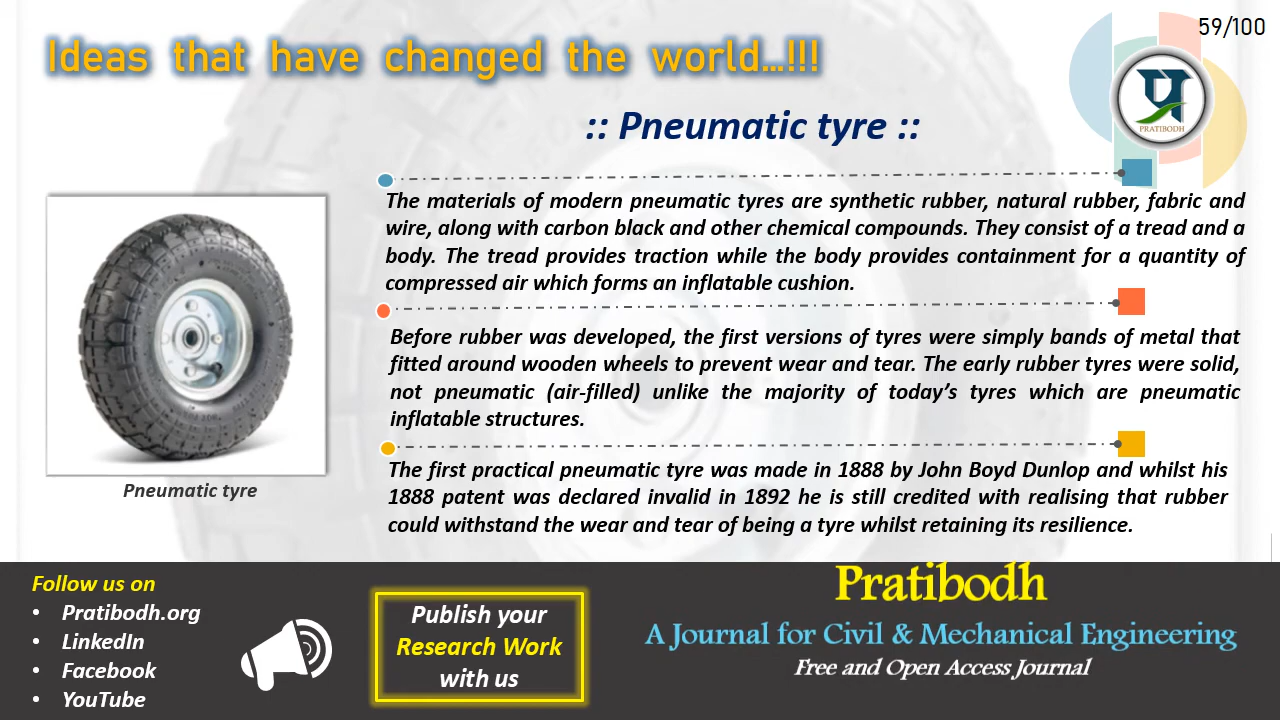 59/100
Ideas that have changed the world...!!!
प्र
PRATIBODH
:: Pneumatic tyre ::
The materials of modern pneumatic tyres are synthetic rubber, natural rubber, fabric and
wire, along with carbon black and other chemical compounds. They consist of a tread and a
body. The tread provides traction while the body provides containment for a quantity of
compressed air which forms an inflatable cushion.
Before rubber was developed, the first versions of tyres were simply bands of metal that
fitted around wooden wheels to prevent wear and tear. The early rubber tyres were solid,
not pneumatic (air-filled) unlike the majority of today’s tyres which are pneumatic
inflatable structures.
The first practical pneumatic tyre was made in 1888 by John Boyd Dunlop and whilst his
1888 patent was declared invalid in 1892 he is still credited with realising that rubber
could withstand the wear and tear of being a tyre whilst retaining its resilience.
Pneumatic tyre
Follow us on
• Pratibodh.org
• LinkedIn
• Facebook
• YouTube
Publish your
Research Work
with us
Pratibodh
A Journal for Civil & Mechanical Engineering
Free and Open Access Journal